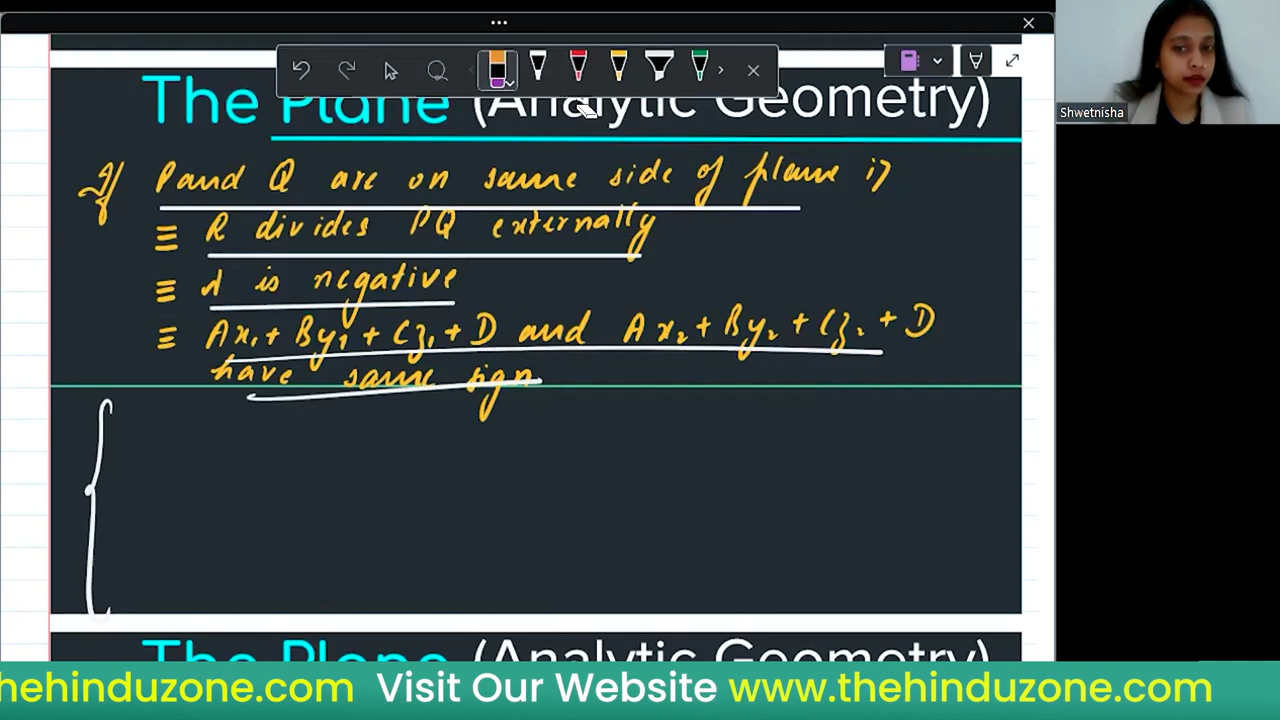 The Plane (Analytic Geometry)
Shwetnisha
If P and Q are on same side of plane if
≡ R divides PQ externally
≡ λ is negative
≡ Ax₁ + By₁ + Cz₁ + D and Ax₂ + By₂ + Cz₂ + D
have same sign
The Plane (Analytic Geometry)
hehinduzone.com Visit Our Website www.thehinduzone.com